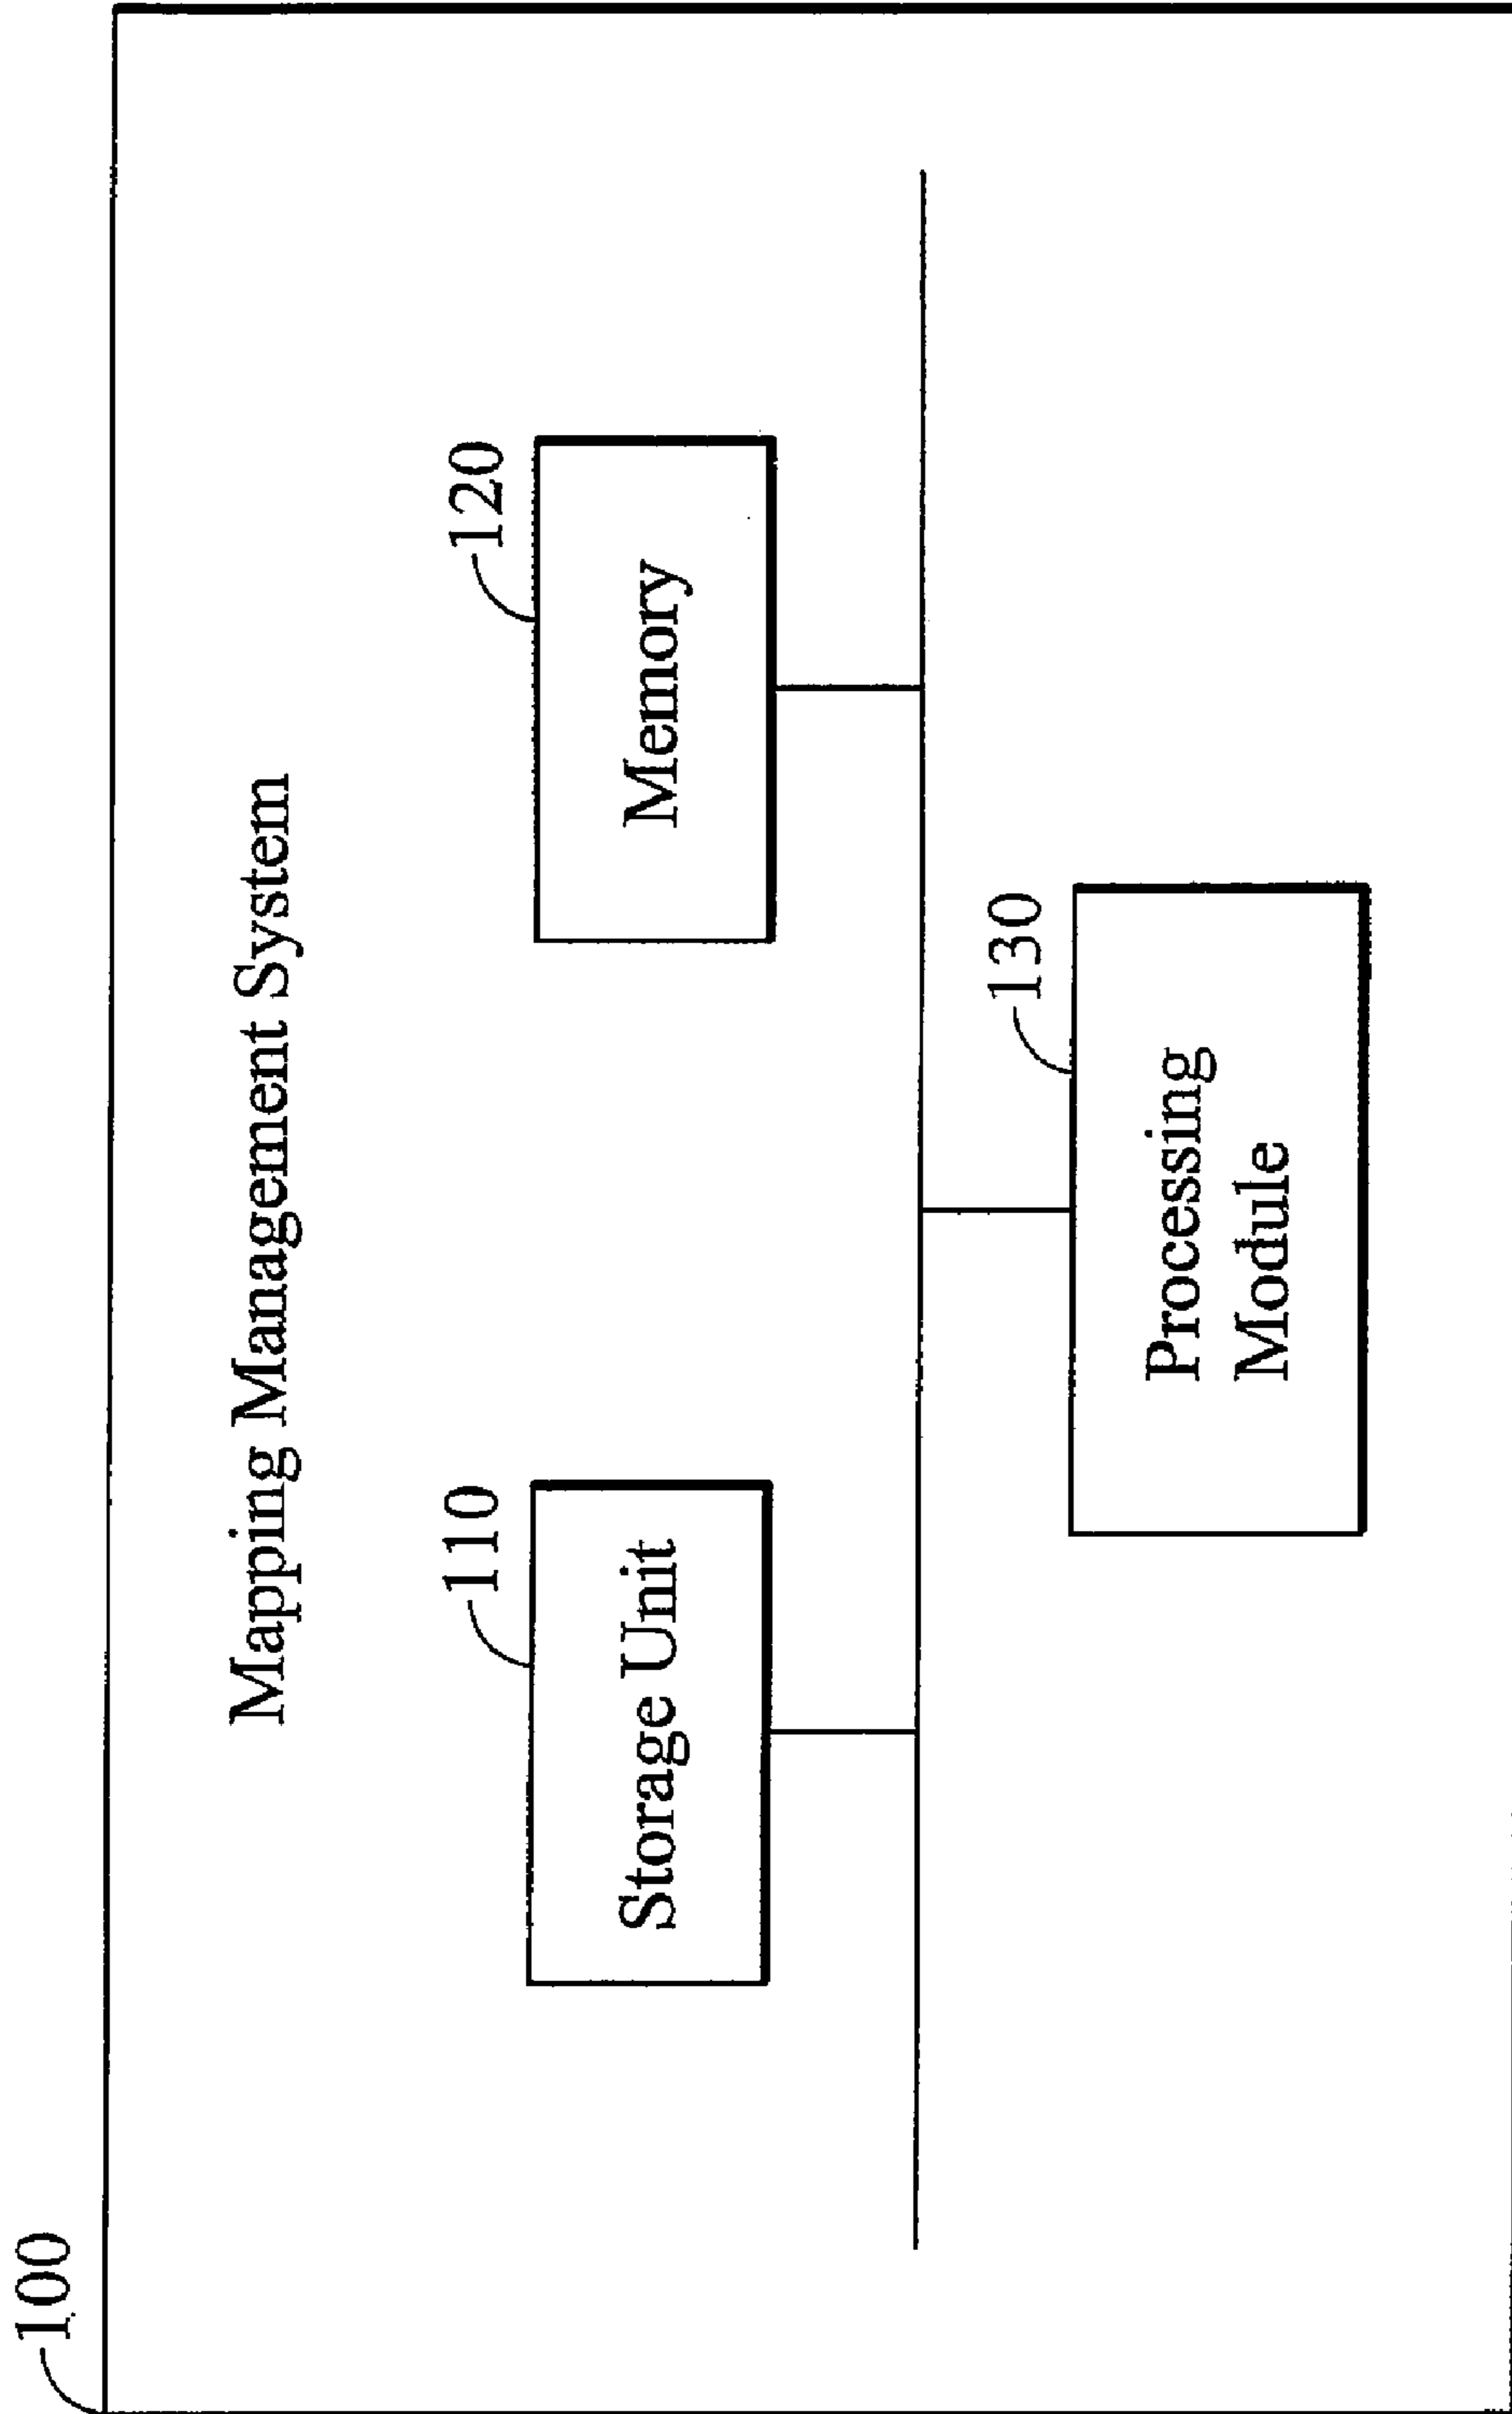 100
Mapping Management System
110
120
Storage Unit
Memory
130
Processing
Module